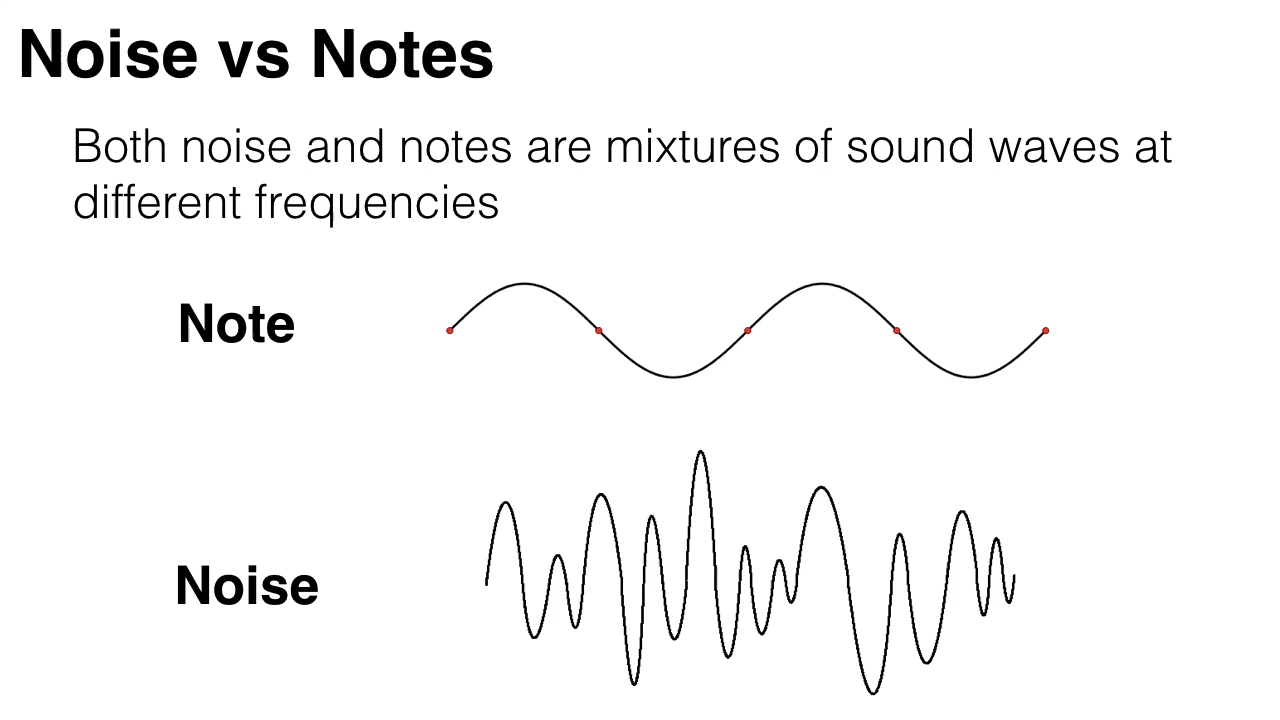 Noise vs Notes
Both noise and notes are mixtures of sound waves at
different frequencies
Note
Noise